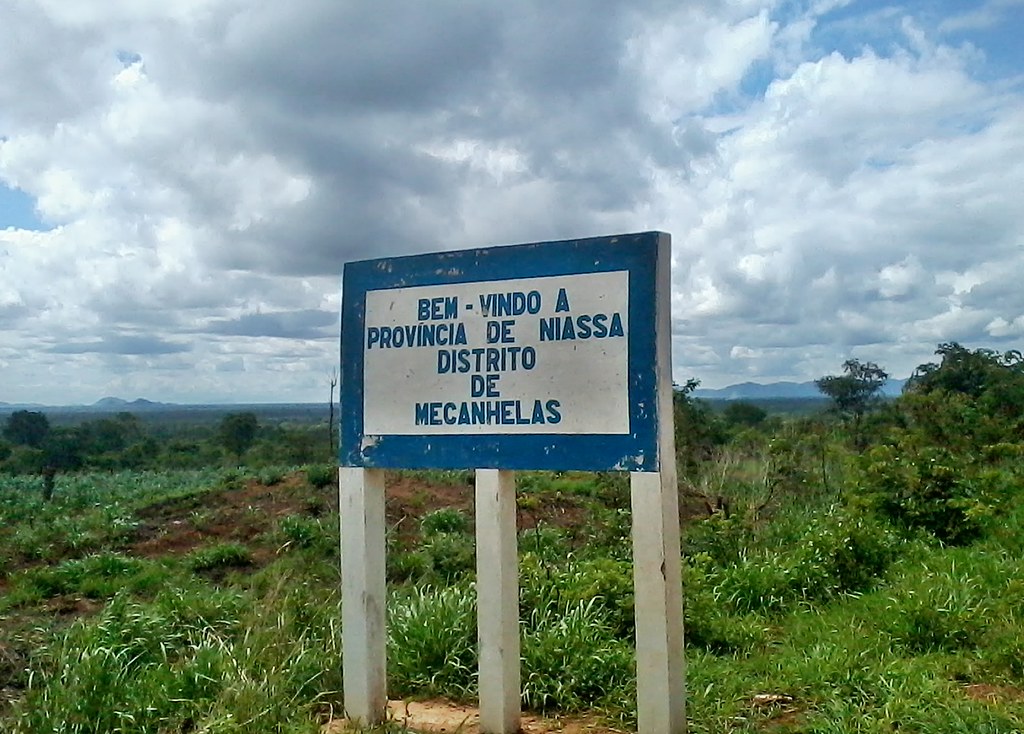 BEM - VINDO A
PROVÍNCIA DE NIASSA
DISTRITO
DE
MECANHELAS